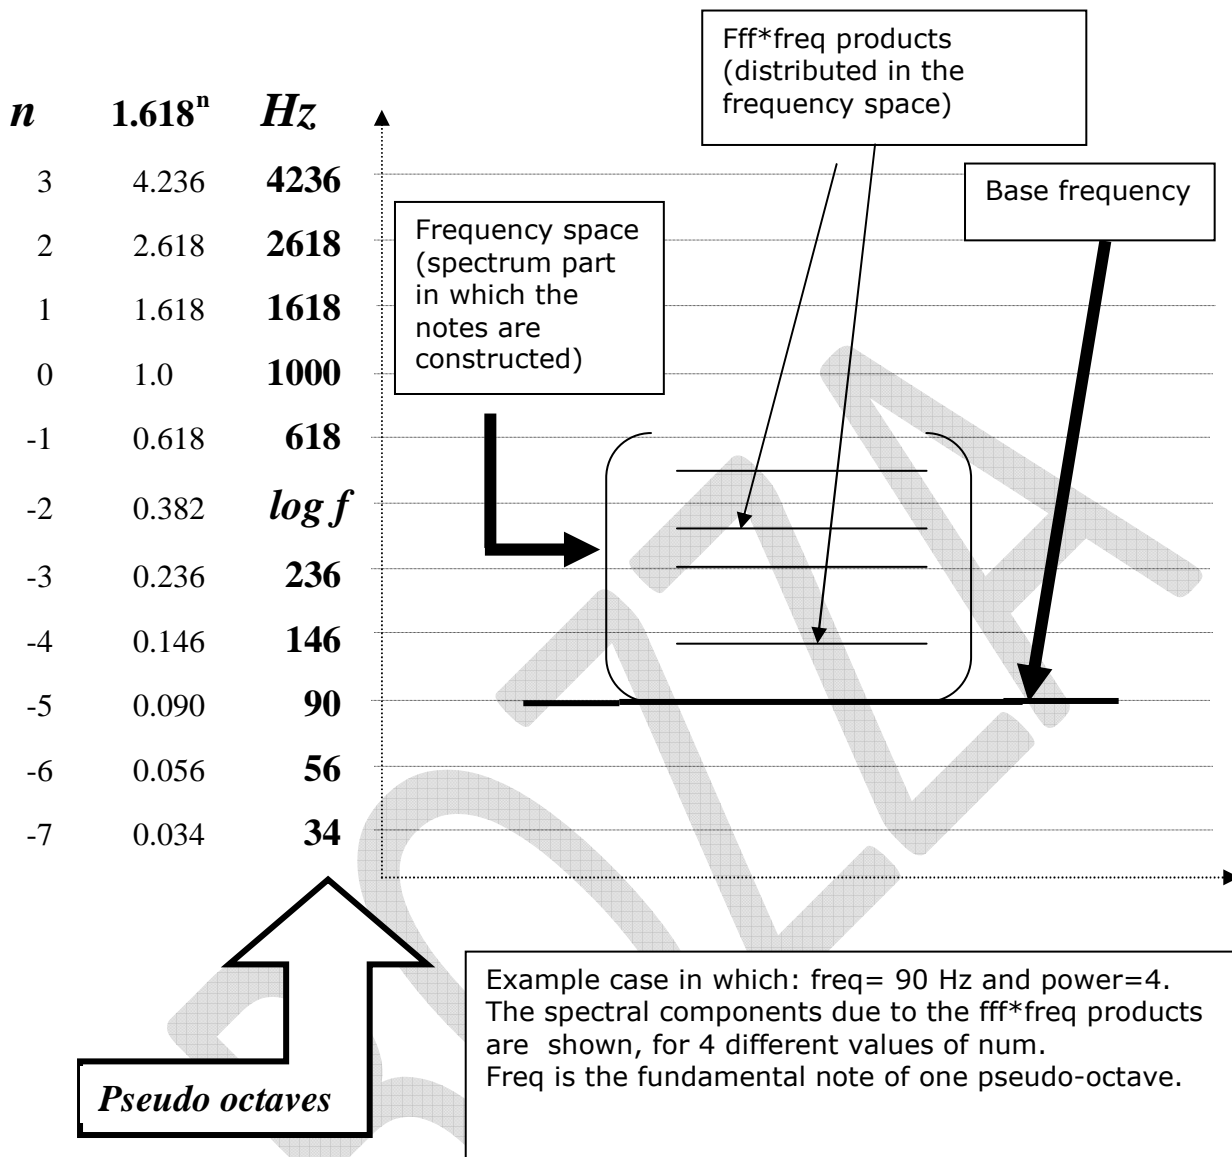 Fff*freq products
(distributed in the
frequency space)
n 1.618ⁿ Hz
3 4.236 4236
Base frequency
Frequency space
(spectrum part
in which the
notes are
constructed)
2 2.618 2618
1 1.618 1618
0 1.0 1000
-1 0.618 618
-2 0.382 log f
-3 0.236 236
-4 0.146 146
-5 0.090 90
-6 0.056 56
-7 0.034 34
Example case in which: freq= 90 Hz and power=4.
The spectral components due to the fff*freq products
are shown, for 4 different values of num.
Freq is the fundamental note of one pseudo-octave.
Pseudo octaves
OZZA